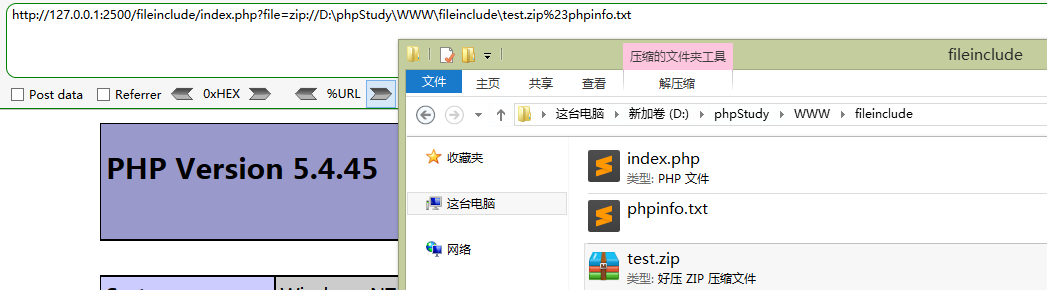 http://127.0.0.1:2500/fileinclude/index.php?file=zip://D:\phpStudy\WWW\fileinclude\test.zip%23phpinfo.txt
Post data Referrer 0xHEX %URL
PHP Version 5.4.45
压缩的文件夹工具 fileinclude
文件 主页 共享 查看 解压缩
这台电脑 新加卷 (D:) phpStudy WWW fileinclude
收藏夹
这台电脑
网络
index.php
类型: PHP 文件
phpinfo.txt
test.zip
类型: 好压 ZIP 压缩文件